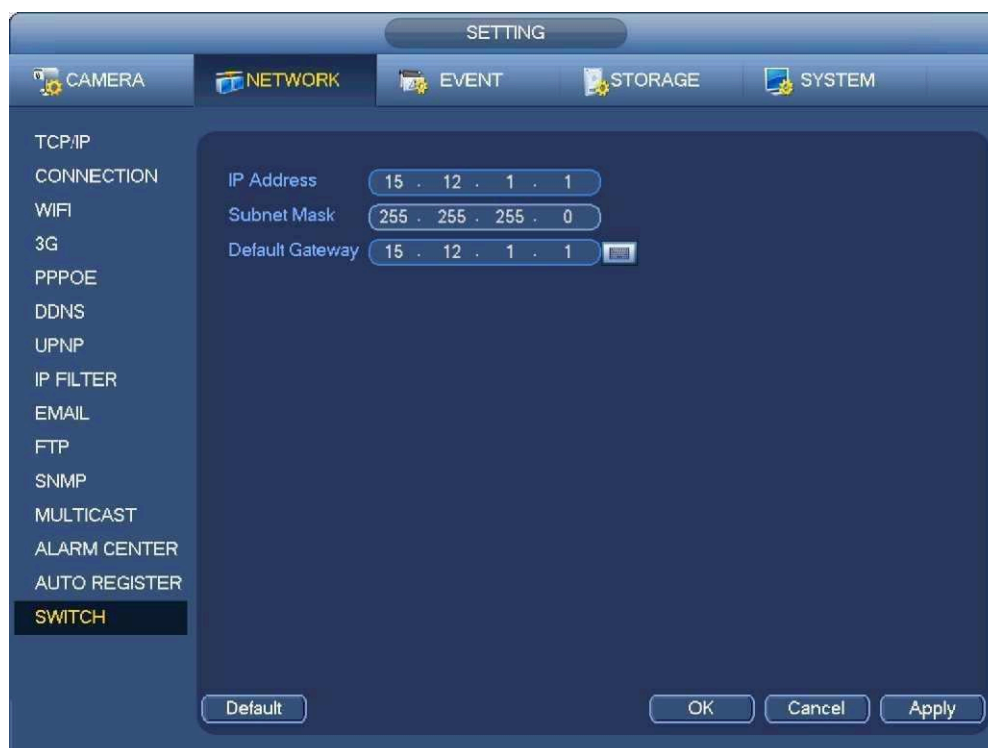 SETTING
CAMERA NETWORK EVENT STORAGE SYSTEM
TCP/IP
CONNECTION
WIFI
3G
PPPOE
DDNS
UPNP
IP FILTER
EMAIL
FTP
SNMP
MULTICAST
ALARM CENTER
AUTO REGISTER
SWITCH
IP Address 15 . 12 . 1 . 1
Subnet Mask 255 . 255 . 255 . 0
Default Gateway 15 . 12 . 1 . 1
Default OK Cancel Apply